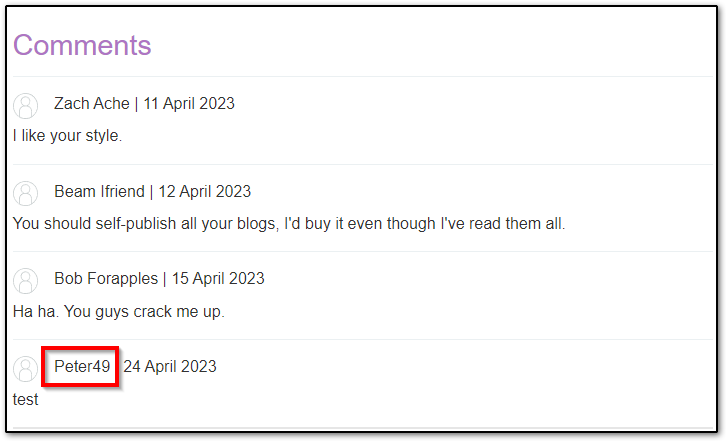 Comments
Zach Ache | 11 April 2023
I like your style.
Beam Ifriend | 12 April 2023
You should self-publish all your blogs, I'd buy it even though I've read them all.
Bob Forapples | 15 April 2023
Ha ha. You guys crack me up.
Peter49 24 April 2023
test